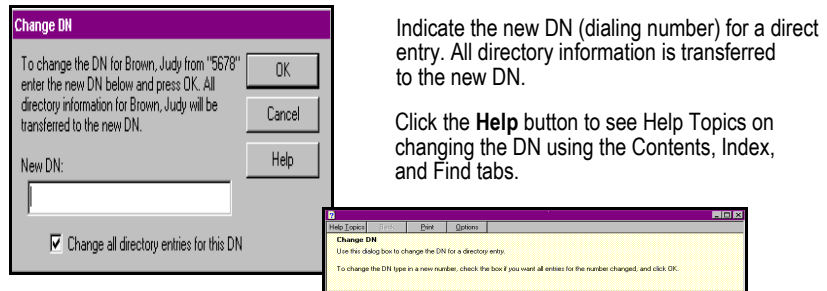 Change DN
To change the DN for Brown, Judy from "5678"
enter the new DN below and press OK. All
directory information for Brown, Judy will be
transferred to the new DN.
OK
Cancel
Help
New DN:
Change all directory entries for this DN
Indicate the new DN (dialing number) for a direct
entry. All directory information is transferred
to the new DN.
Click the Help button to see Help Topics on
changing the DN using the Contents, Index,
and Find tabs.
?
Help Topics Back Print Options
Change DN
Use this dialog box to change the DN for a directory entry.
To change the DN type in a new number, check the box if you want all entries for the number changed, and click OK.